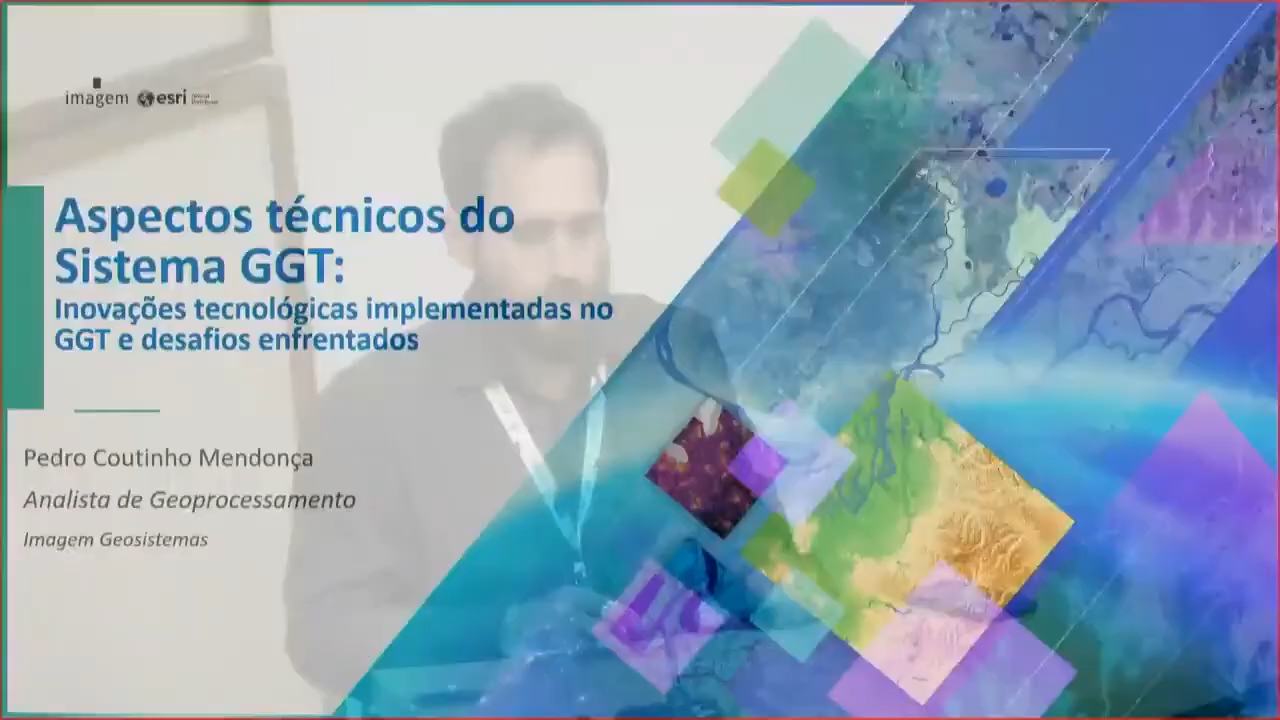 imagem esri
Aspectos técnicos do
Sistema GGT:
Inovações tecnológicas implementadas no
GGT e desafios enfrentados
Pedro Coutinho Mendonça
Analista de Geoprocessamento
Imagem Geosistemas